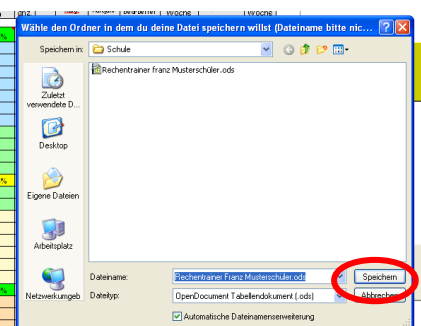 Wähle den Ordner in dem du deine Datei speichern willst (Dateiname bitte nic...
Speichern in:
Schule
Rechentrainer franz Musterschüler.ods
Zuletzt
verwendete D...
Desktop
Eigene Dateien
Arbeitsplatz
Netzwerkumgeb
Dateiname:
Rechentrainer Franz Musterschüler.ods
Speichern
Dateityp:
OpenDocument Tabellendokument (.ods)
Abbrechen
Automatische Dateinamenserweiterung